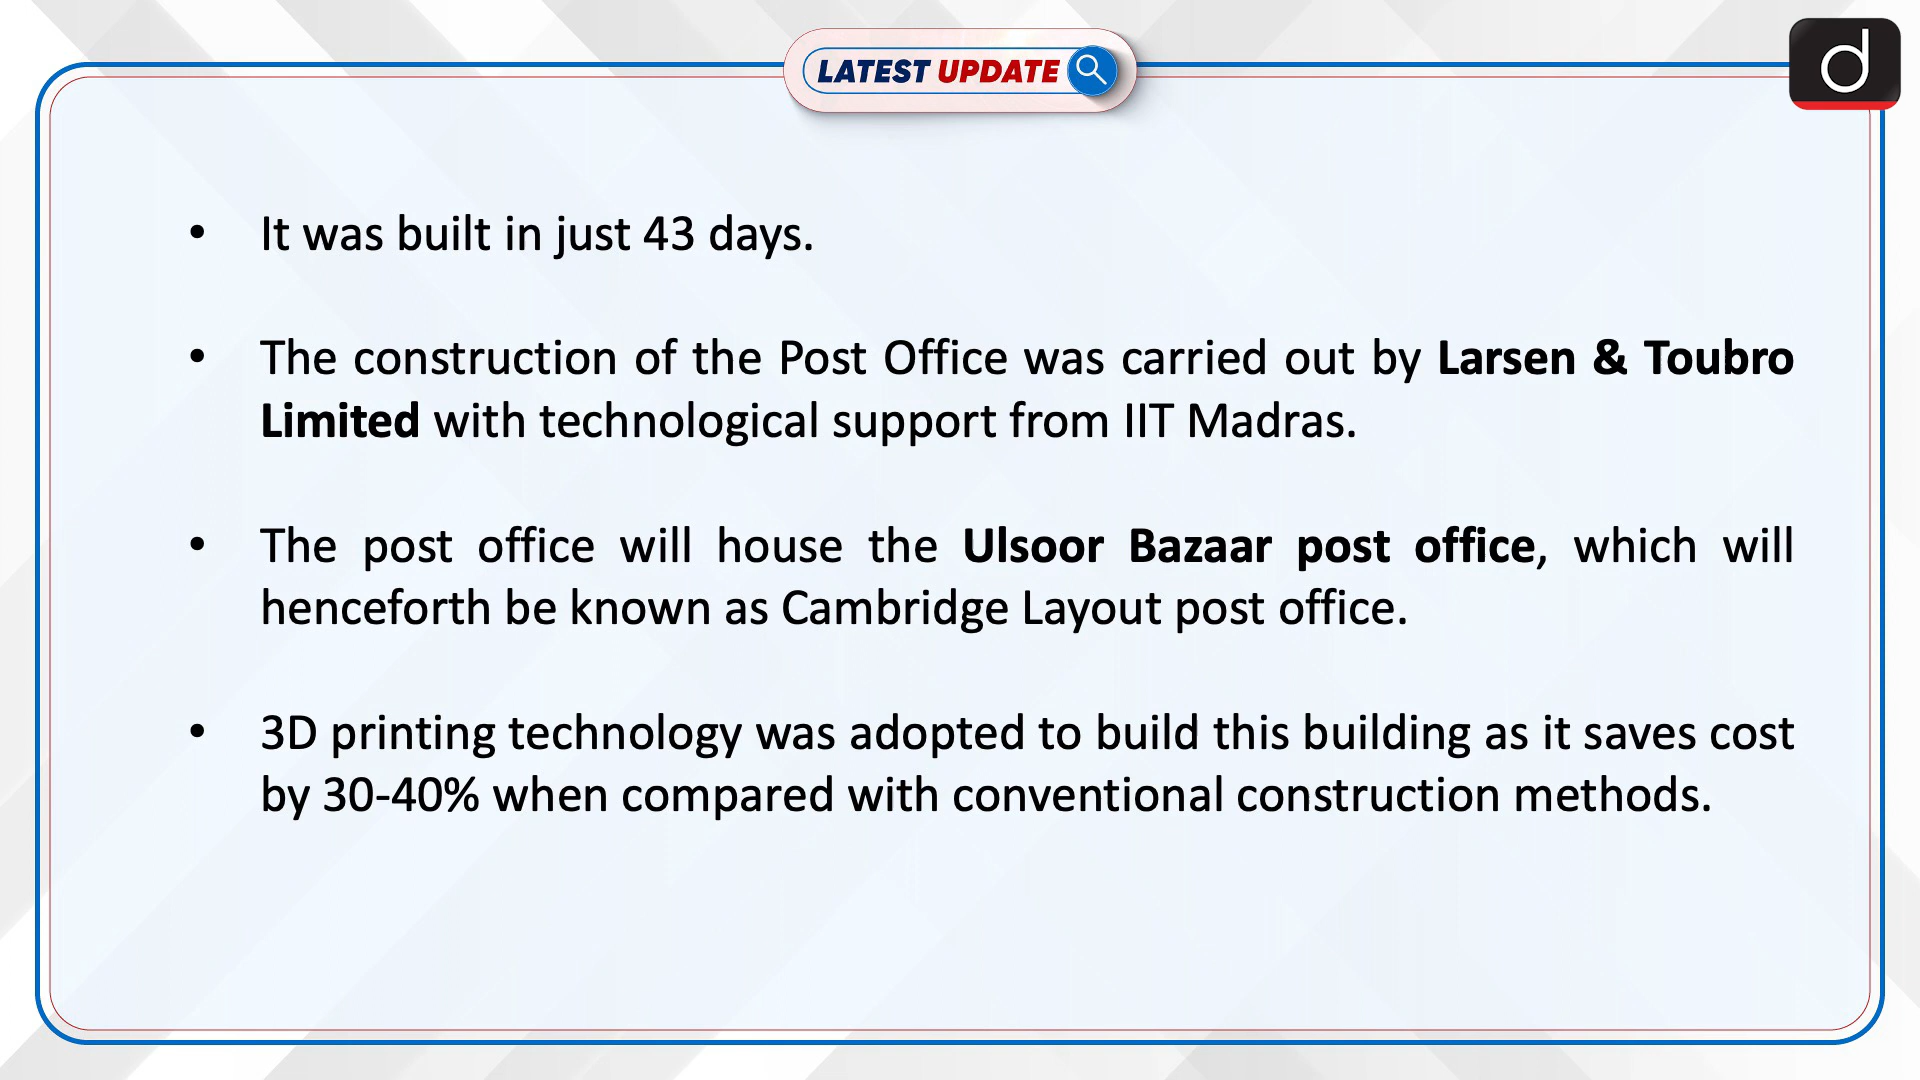 LATEST UPDATE
d
• It was built in just 43 days.
• The construction of the Post Office was carried out by Larsen & Toubro
Limited with technological support from IIT Madras.
• The post office will house the Ulsoor Bazaar post office, which will
henceforth be known as Cambridge Layout post office.
• 3D printing technology was adopted to build this building as it saves cost
by 30-40% when compared with conventional construction methods.